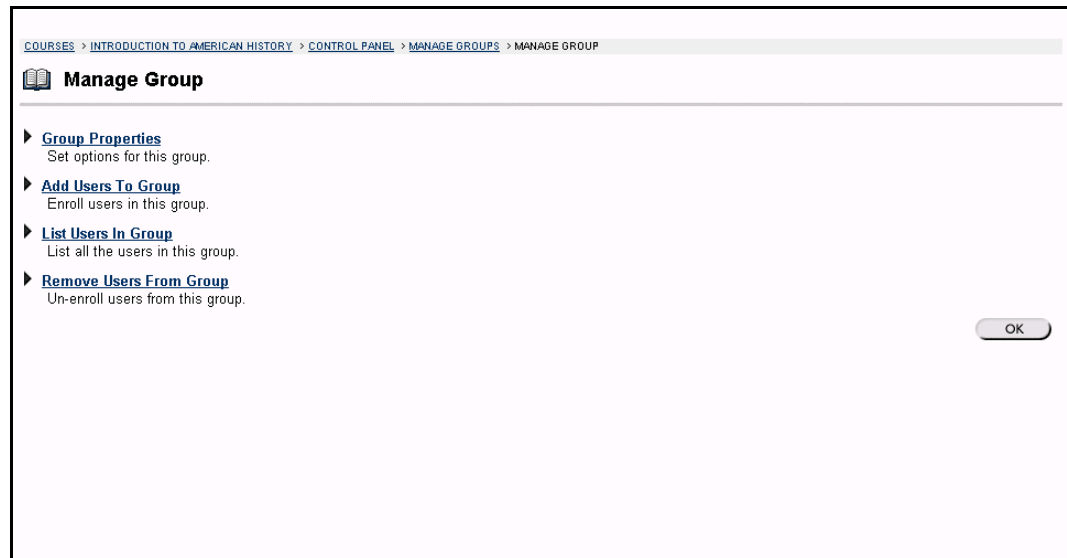 COURSES > INTRODUCTION TO AMERICAN HISTORY > CONTROL PANEL > MANAGE GROUPS > MANAGE GROUP
Manage Group
Group Properties
Set options for this group.
Add Users To Group
Enroll users in this group.
List Users In Group
List all the users in this group.
Remove Users From Group
Un-enroll users from this group.
OK